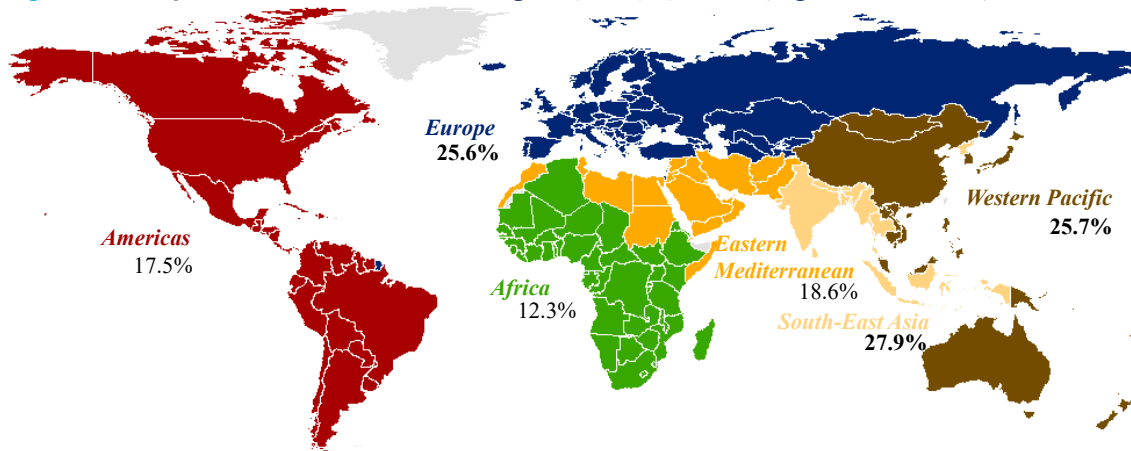 Europe
25.6%
Western Pacific
25.7%
Americas
17.5%
Eastern
Mediterranean
18.6%
Africa
12.3%
South-East Asia
27.9%